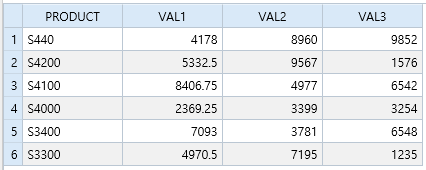 PRODUCT VAL1 VAL2 VAL3
1 S440 4178 8960 9852
2 S4200 5332.5 9567 1576
3 S4100 8406.75 4977 6542
4 S4000 2369.25 3399 3254
5 S3400 7093 3781 6548
6 S3300 4970.5 7195 1235